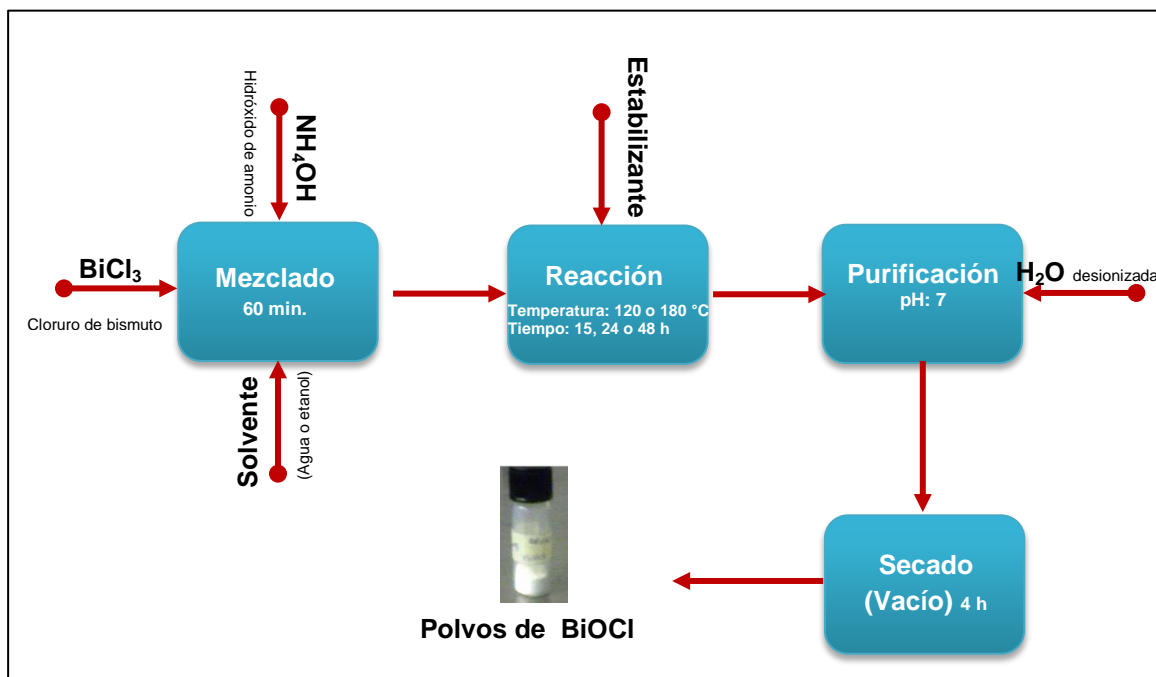 Hidróxido de amonio
NH₄OH
BiCl₃
Cloruro de bismuto
Mezclado
60 min.
Solvente
(Agua o etanol)
Estabilizante
Reacción
Temperatura: 120 o 180 °C
Tiempo: 15, 24 o 48 h
Purificación
pH: 7
H₂O desionizada
Secado
(Vacío) 4 h
Polvos de BiOCl